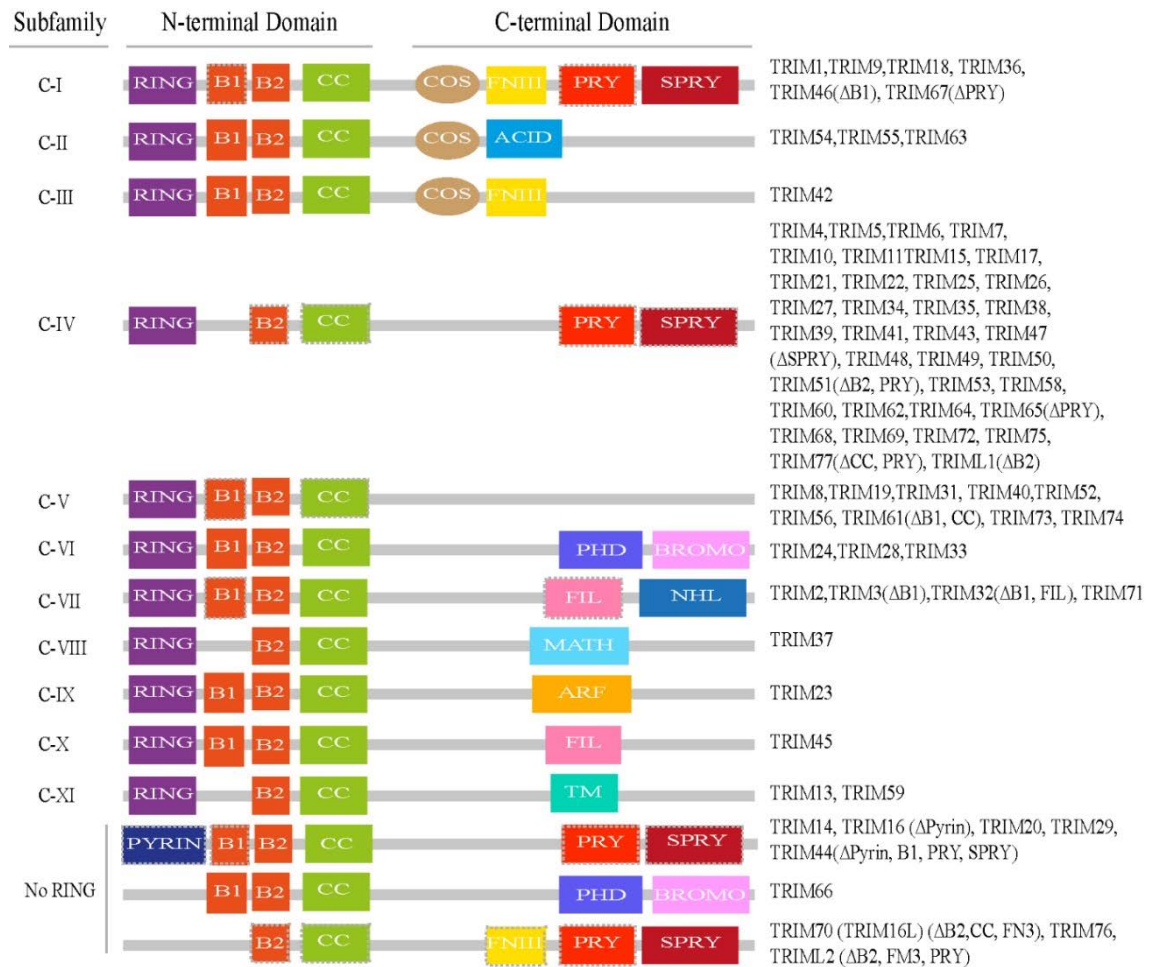 Subfamily N-terminal Domain C-terminal Domain
C-I RING B1 B2 CC COS FNIII PRY SPRY
TRIM1,TRIM9,TRIM18, TRIM36,
TRIM46(ΔB1), TRIM67(ΔPRY)
C-II RING B1 B2 CC COS ACID TRIM54,TRIM55,TRIM63
C-III RING B1 B2 CC COS FNIII TRIM42
C-IV RING B2 CC PRY SPRY
TRIM4,TRIM5,TRIM6, TRIM7,
TRIM10, TRIM11TRIM15, TRIM17,
TRIM21, TRIM22, TRIM25, TRIM26,
TRIM27, TRIM34, TRIM35, TRIM38,
TRIM39, TRIM41, TRIM43, TRIM47
(ΔSPRY), TRIM48, TRIM49, TRIM50,
TRIM51(ΔB2, PRY), TRIM53, TRIM58,
TRIM60, TRIM62,TRIM64, TRIM65(ΔPRY),
TRIM68, TRIM69, TRIM72, TRIM75,
TRIM77(ΔCC, PRY), TRIML1(ΔB2)
C-V RING B1 B2 CC
TRIM8,TRIM19,TRIM31, TRIM40,TRIM52,
TRIM56, TRIM61(ΔB1, CC), TRIM73, TRIM74
C-VI RING B1 B2 CC PHD BROMO TRIM24,TRIM28,TRIM33
C-VII RING B1 B2 CC FIL NHL TRIM2,TRIM3(ΔB1),TRIM32(ΔB1, FIL), TRIM71
C-VIII RING B2 CC MATH TRIM37
C-IX RING B1 B2 CC ARF TRIM23
C-X RING B1 B2 CC FIL TRIM45
C-XI RING B2 CC TM TRIM13, TRIM59
No RING
PYRIN B1 B2 CC PRY SPRY
TRIM14, TRIM16 (ΔPyrin), TRIM20, TRIM29,
TRIM44(ΔPyrin, B1, PRY, SPRY)
B1 B2 CC PHD BROMO TRIM66
B2 CC FNIII PRY SPRY
TRIM70 (TRIM16L) (ΔB2,CC, FN3), TRIM76,
TRIML2 (ΔB2, FM3, PRY)